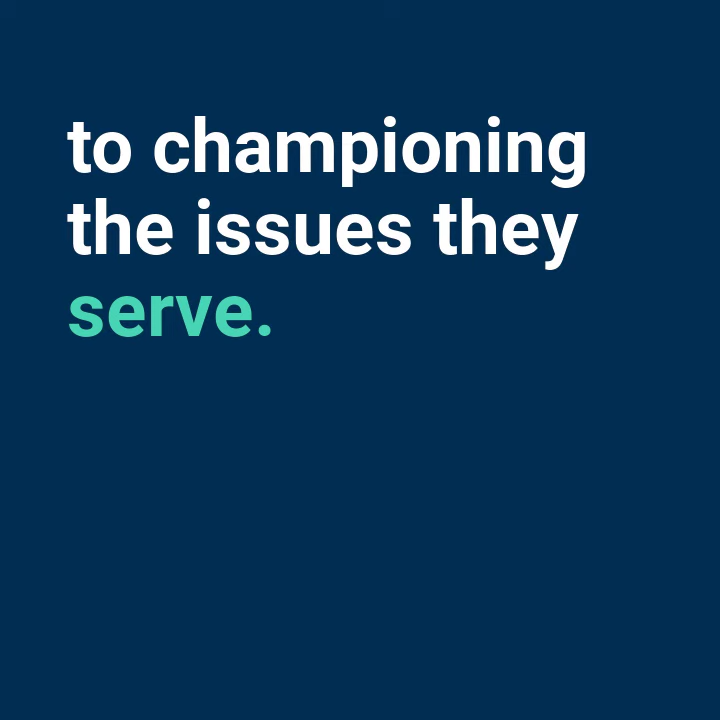 to championing
the issues they
serve.